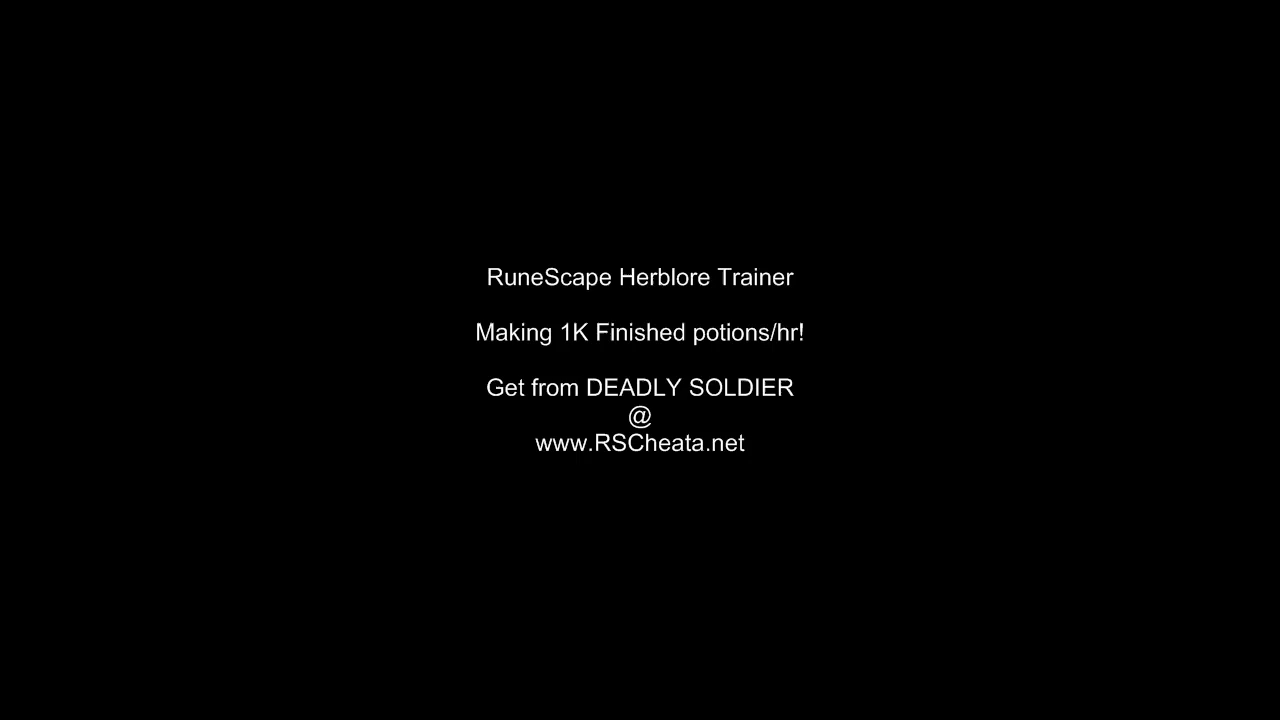 RuneScape Herblore Trainer
Making 1K Finished potions/hr!
Get from DEADLY SOLDIER
@
www.RSCheata.net